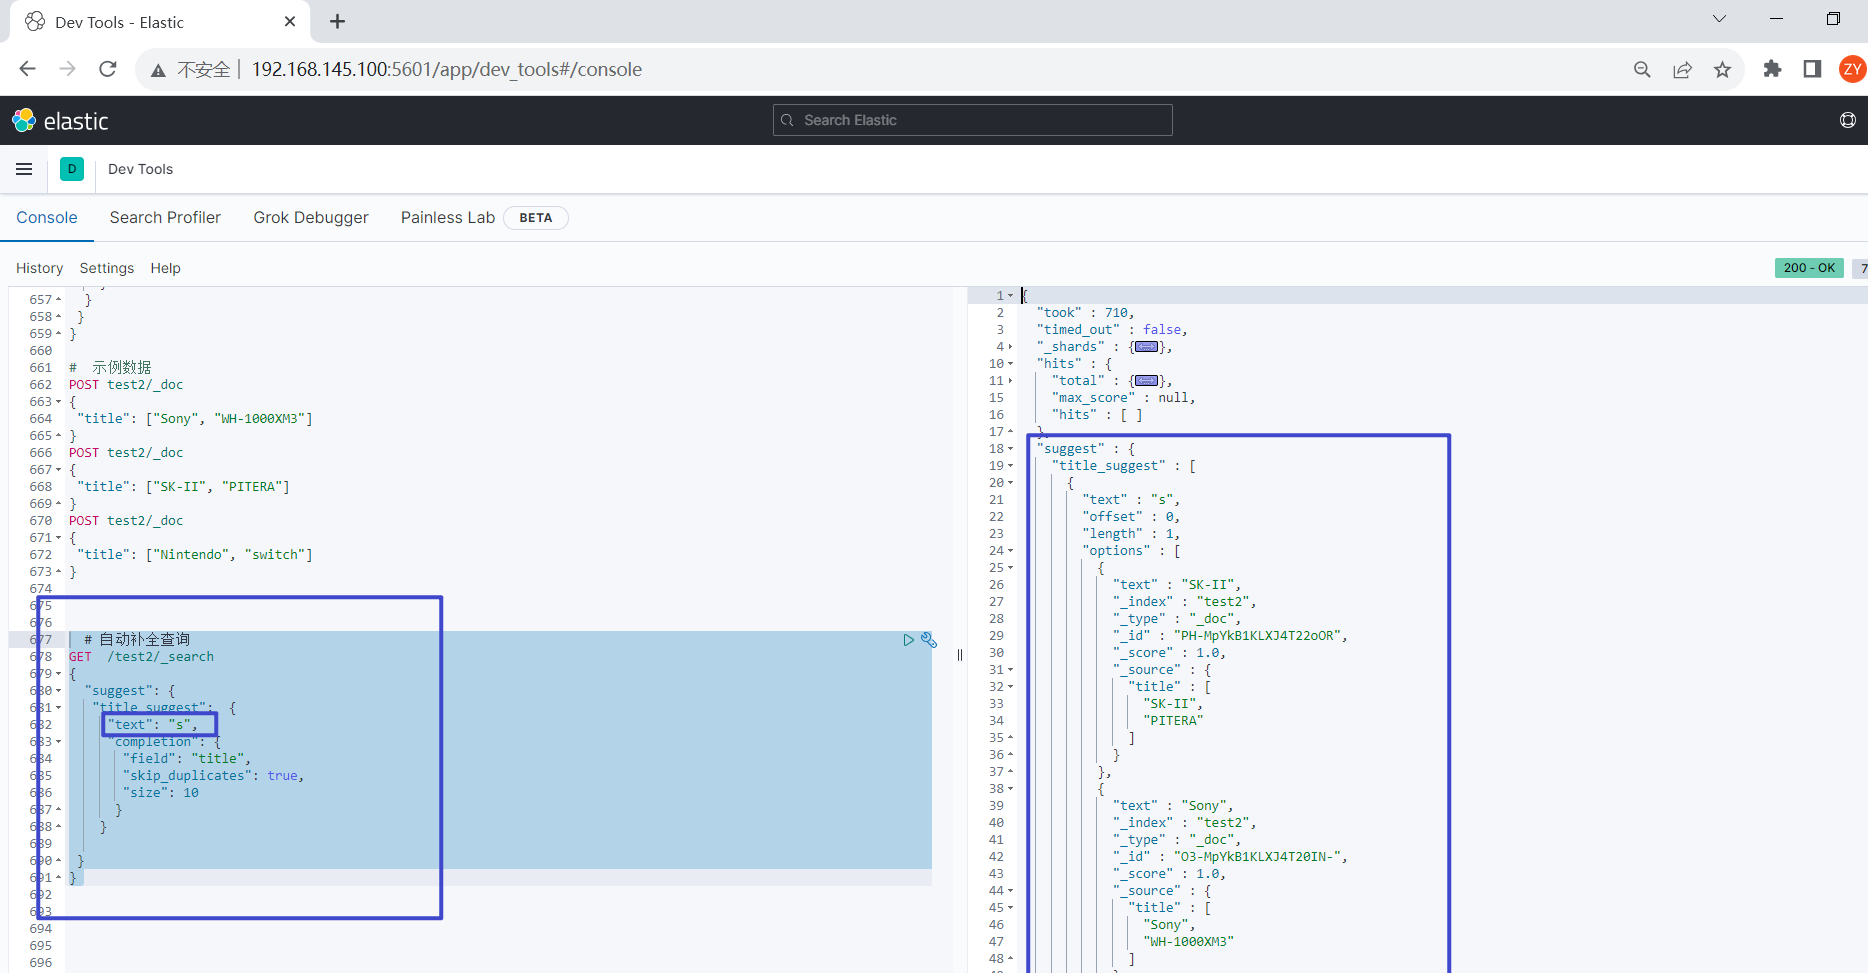 Dev Tools - Elastic
不安全 192.168.145.100:5601/app/dev_tools#/console
ZY
elastic
Search Elastic
D
Dev Tools
Console Search Profiler Grok Debugger Painless Lab BETA
History Settings Help
200 - OK 7
657 }
658 }
659 }
660
661 # 示例数据
662 POST test2/_doc
663 {
664 "title": ["Sony", "WH-1000XM3"]
665 }
666 POST test2/_doc
667 {
668 "title": ["SK-II", "PITERA"]
669 }
670 POST test2/_doc
671 {
672 "title": ["Nintendo", "switch"]
673 }
674
675
676
677 # 自动补全查询
678 GET /test2/_search
679 {
680 "suggest": {
681 "title_suggest": {
682 "text": "s",
683 "completion": {
684 "field": "title",
685 "skip_duplicates": true,
686 "size": 10
687 }
688 }
689
690 }
691 }
692
693
694
695
696
1 {
2 "took" : 710,
3 "timed_out" : false,
4 "_shards" : {},
10 "hits" : {
11 "total" : {},
15 "max_score" : null,
16 "hits" : [ ]
17 },
18 "suggest" : {
19 "title_suggest" : [
20 {
21 "text" : "s",
22 "offset" : 0,
23 "length" : 1,
24 "options" : [
25 {
26 "text" : "SK-II",
27 "_index" : "test2",
28 "_type" : "_doc",
29 "_id" : "PH-MpYkB1KLXJ4T22oOR",
30 "_score" : 1.0,
31 "_source" : {
32 "title" : [
33 "SK-II",
34 "PITERA"
35 ]
36 }
37 },
38 {
39 "text" : "Sony",
40 "_index" : "test2",
41 "_type" : "_doc",
42 "_id" : "O3-MpYkB1KLXJ4T20IN-",
43 "_score" : 1.0,
44 "_source" : {
45 "title" : [
46 "Sony",
47 "WH-1000XM3"
48 ]